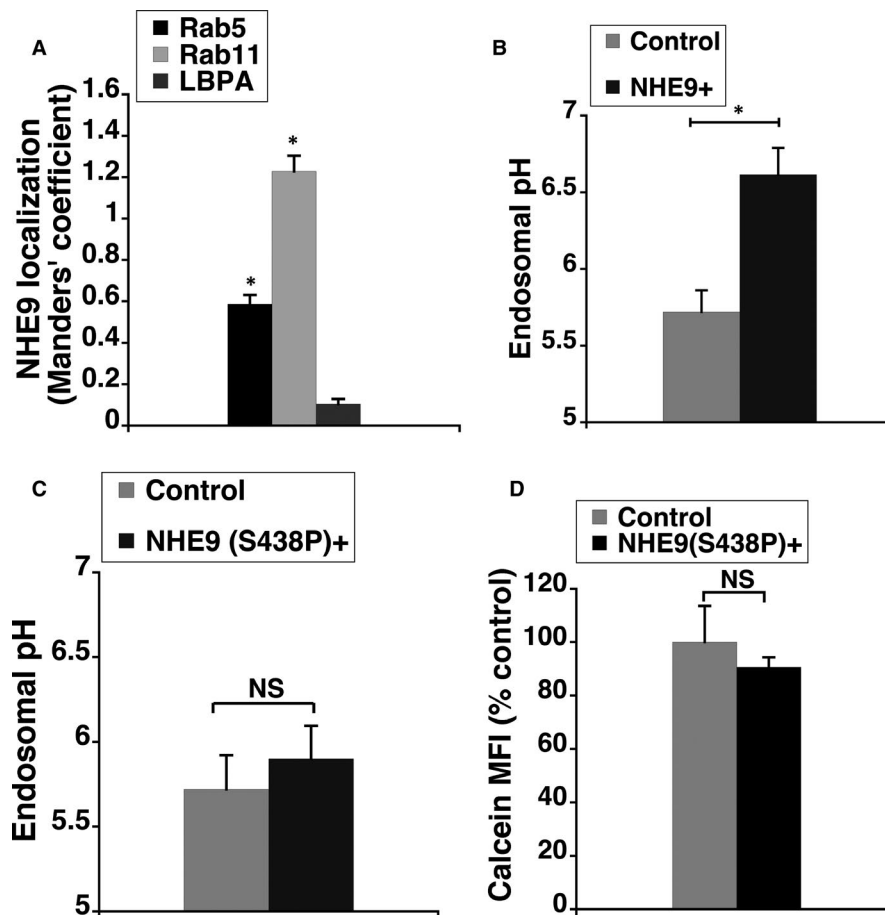 A
Rab5
Rab11
LBPA
NHE9 localization
(Manders' coefficient)
1.6
1.4
1.2
1
0.8
0.6
0.4
0.2
0
*
*
B
Control
NHE9+
Endosomal pH
7
6.5
6
5.5
5
*
C
Control
NHE9 (S438P)+
Endosomal pH
7
6.5
6
5.5
5
NS
D
Control
NHE9(S438P)+
Calcein MFI (% control)
120
100
80
60
40
20
0
NS